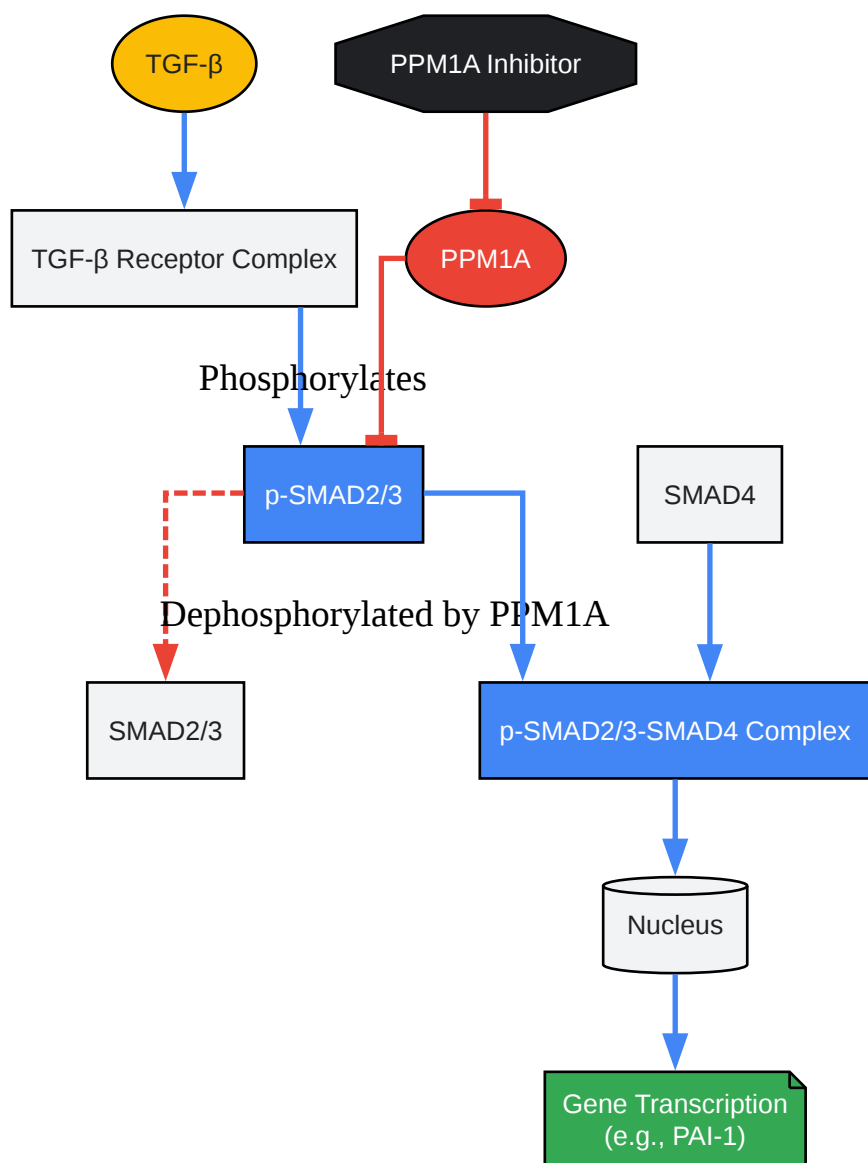 TGF-β
PPM1A Inhibitor
TGF-β Receptor Complex
PPM1A
Phosphorylates
p-SMAD2/3
SMAD4
Dephosphorylated by PPM1A
SMAD2/3
p-SMAD2/3-SMAD4 Complex
Nucleus
Gene Transcription
(e.g., PAI-1)